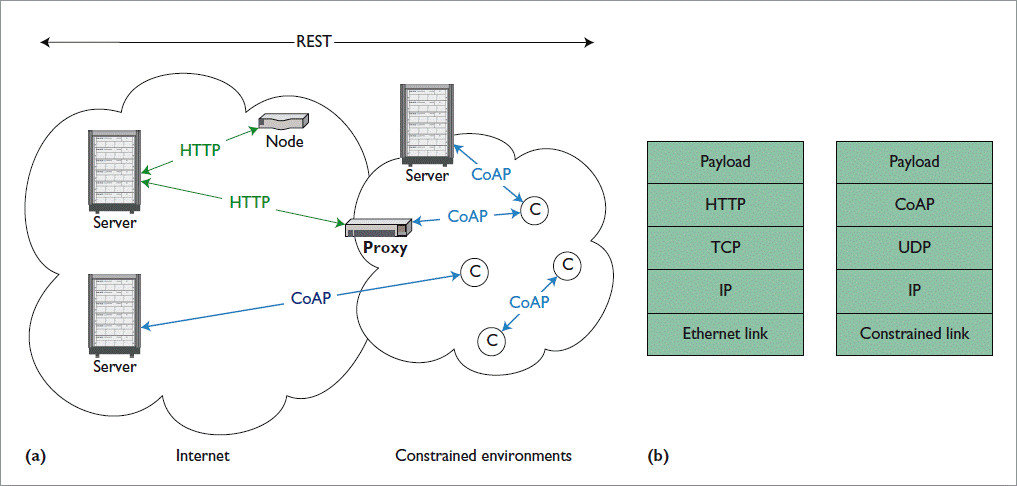 REST
HTTP
Node
Server
HTTP
Server
CoAP
CoAP
C
Proxy
C
C
CoAP
CoAP
C
Server
Server
(a)
Internet
Constrained environments
Payload
HTTP
TCP
IP
Ethernet link
Payload
CoAP
UDP
IP
Constrained link
(b)